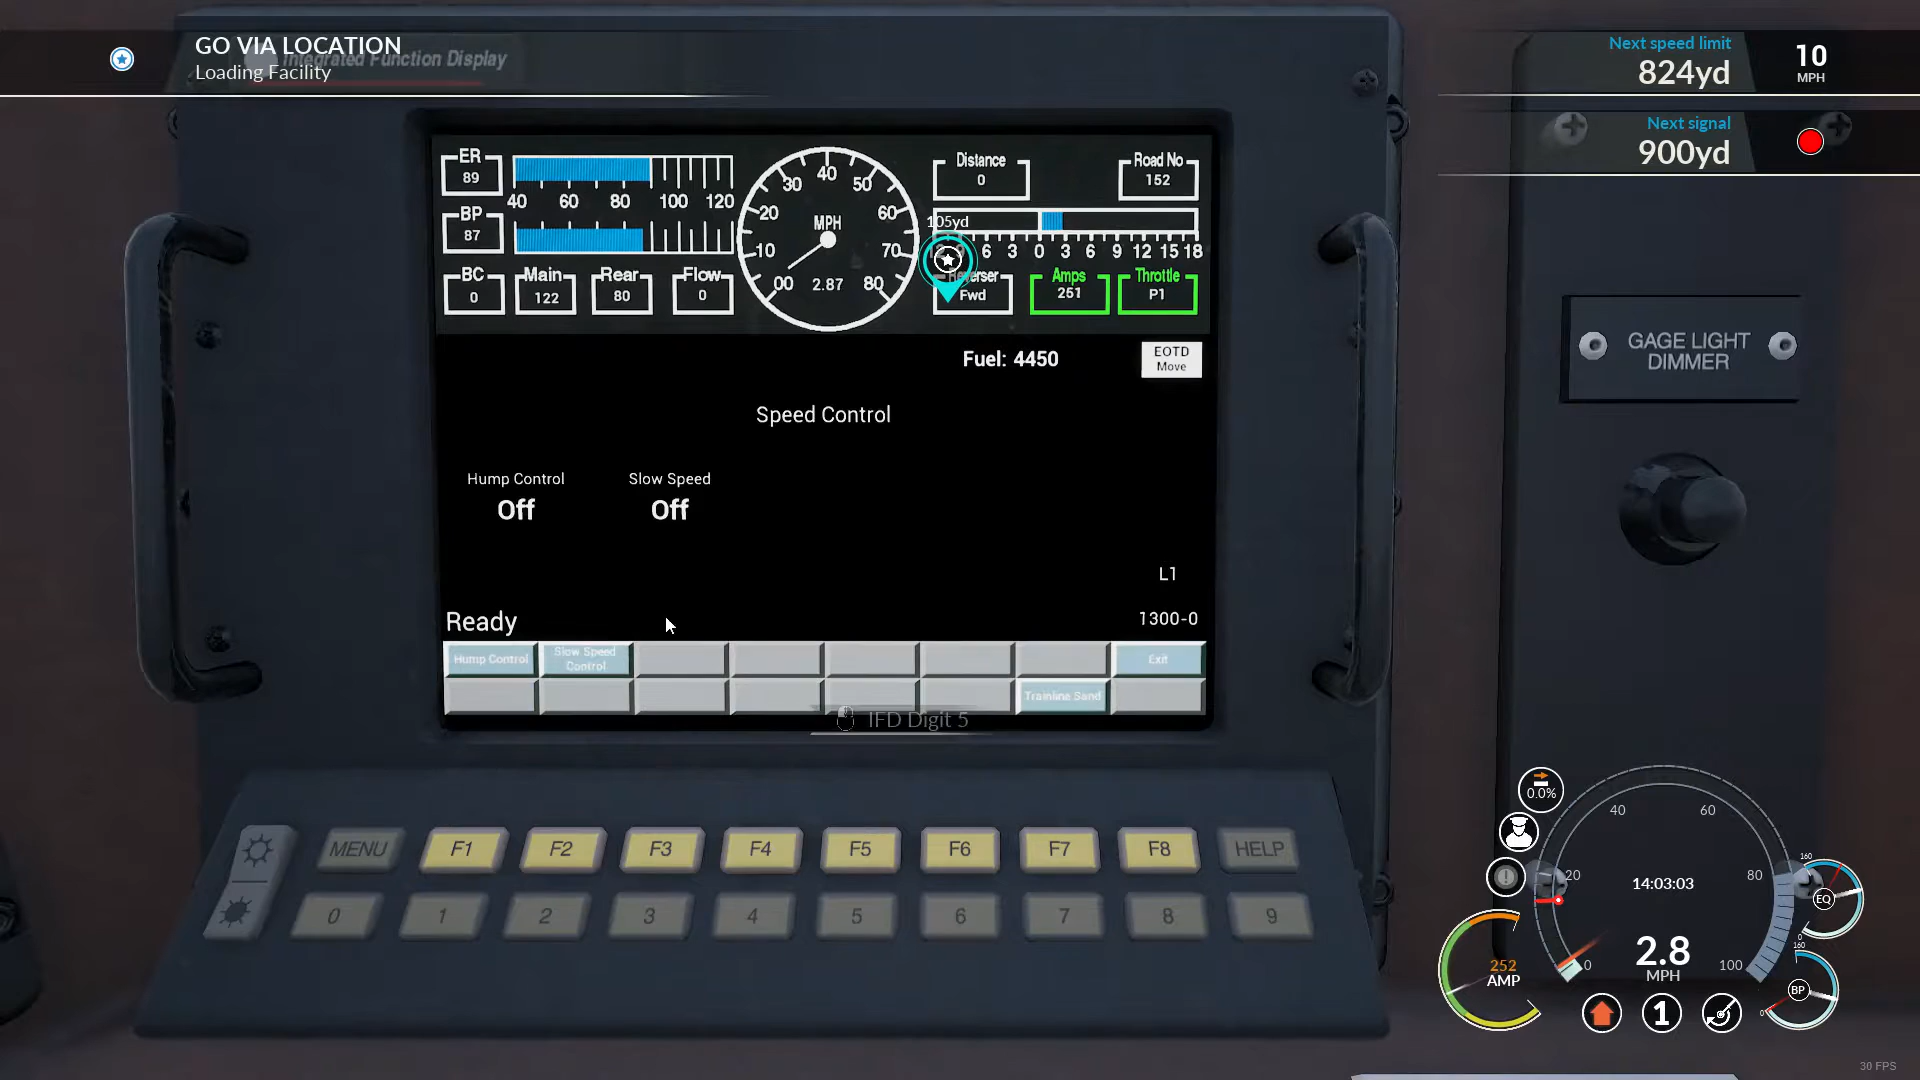 GO VIA LOCATION
Integrated Function Display
Loading Facility
Next speed limit
824yd
10
MPH
Next signal
900yd
ER
89
40 60 80 100 120
BP
87
BC
0
Main
122
Rear
80
Flow
0
00 10 20 30 40 50 60 70 80
MPH
2.87
Distance
0
Road No
152
105yd
6 3 0 3 6 9 12 15 18
Fwd
Amps
251
Throttle
P1
Fuel: 4450
EOTD
Move
Speed Control
Hump Control
Off
Slow Speed
Off
L1
Ready
1300-0
Hump Control
Slow Speed
Control
Exit
Trainline Sand
IFD Digit 5
MENU F1 F2 F3 F4 F5 F6 F7 F8 HELP
0 1 2 3 4 5 6 7 8 9
GAGE LIGHT
DIMMER
0.0%
0 20 40 60 80 100
14:03:03
2.8
MPH
252
AMP
1
160
EQ
0
160
BP
0
30 FPS